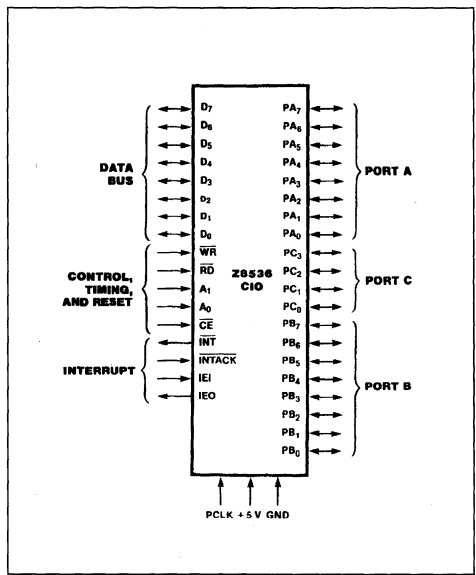 DATA
BUS
CONTROL,
TIMING,
AND RESET
INTERRUPT
D7
D6
D5
D4
D3
D2
D1
D0
WR
RD
A1
A0
CE
INT
INTACK
IEI
IEO
Z8536
CIO
PA7
PA6
PA5
PA4
PA3
PA2
PA1
PA0
PC3
PC2
PC1
PC0
PB7
PB6
PB5
PB4
PB3
PB2
PB1
PB0
PORT A
PORT C
PORT B
PCLK +5 V GND